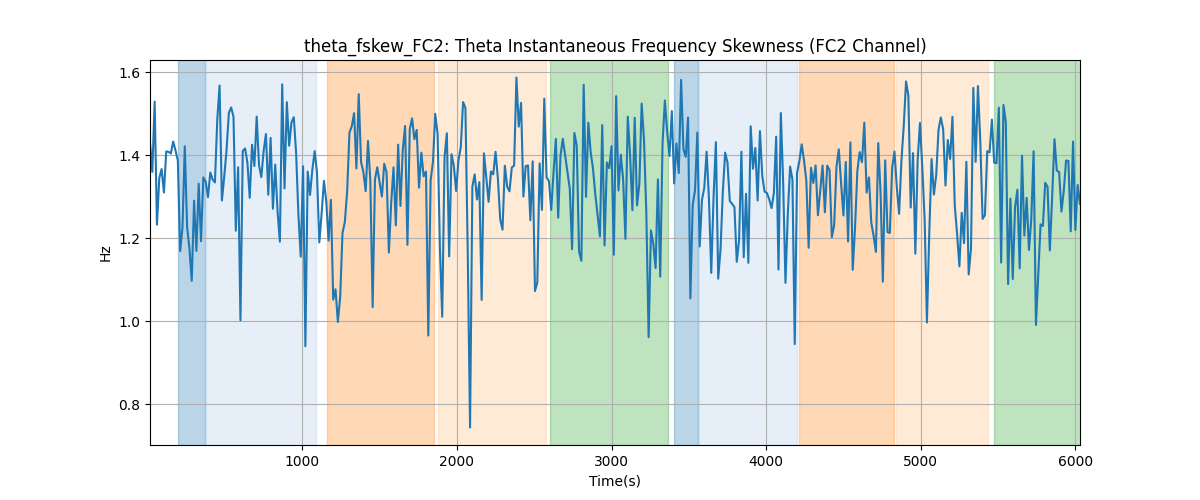 theta_fskew_FC2: Theta Instantaneous Frequency Skewness (FC2 Channel)
1.6
1.4
1.2
1.0
0.8
Hz
1000 2000 3000 4000 5000 6000
Time(s)